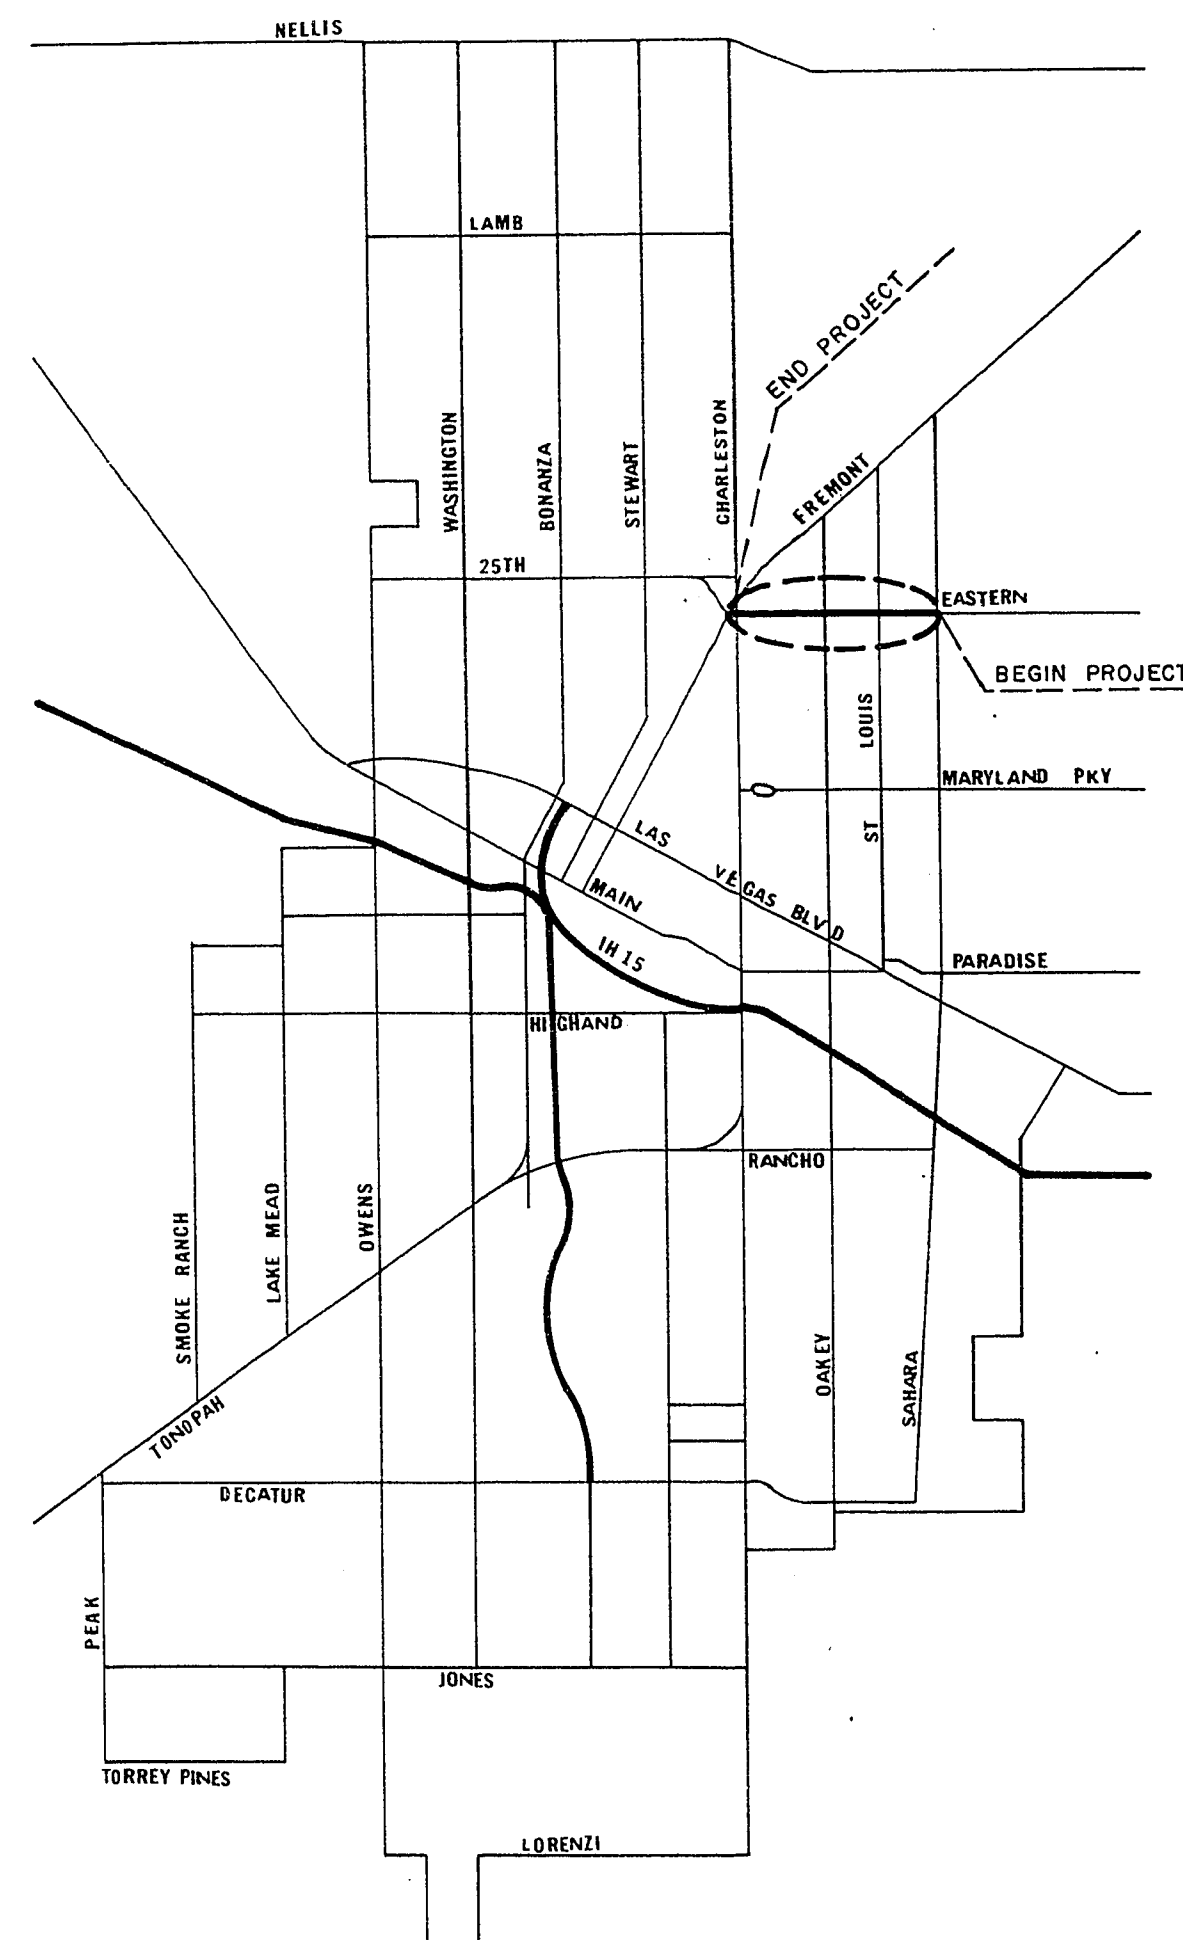 NELLIS
LAMB
END PROJECT
WASHINGTON
BONANZA
STEWART
CHARLESTON
FREMONT
25TH
EASTERN
BEGIN PROJECT
ST LOUIS
MARYLAND PKY
LAS VEGAS BLVD
MAIN
IH 15
PARADISE
HIGHAND
RANCHO
SMOKE RANCH
LAKE MEAD
OWENS
OAKEY
SAHARA
TONOPAH
DECATUR
PEAK
JONES
TORREY PINES
LORENZI